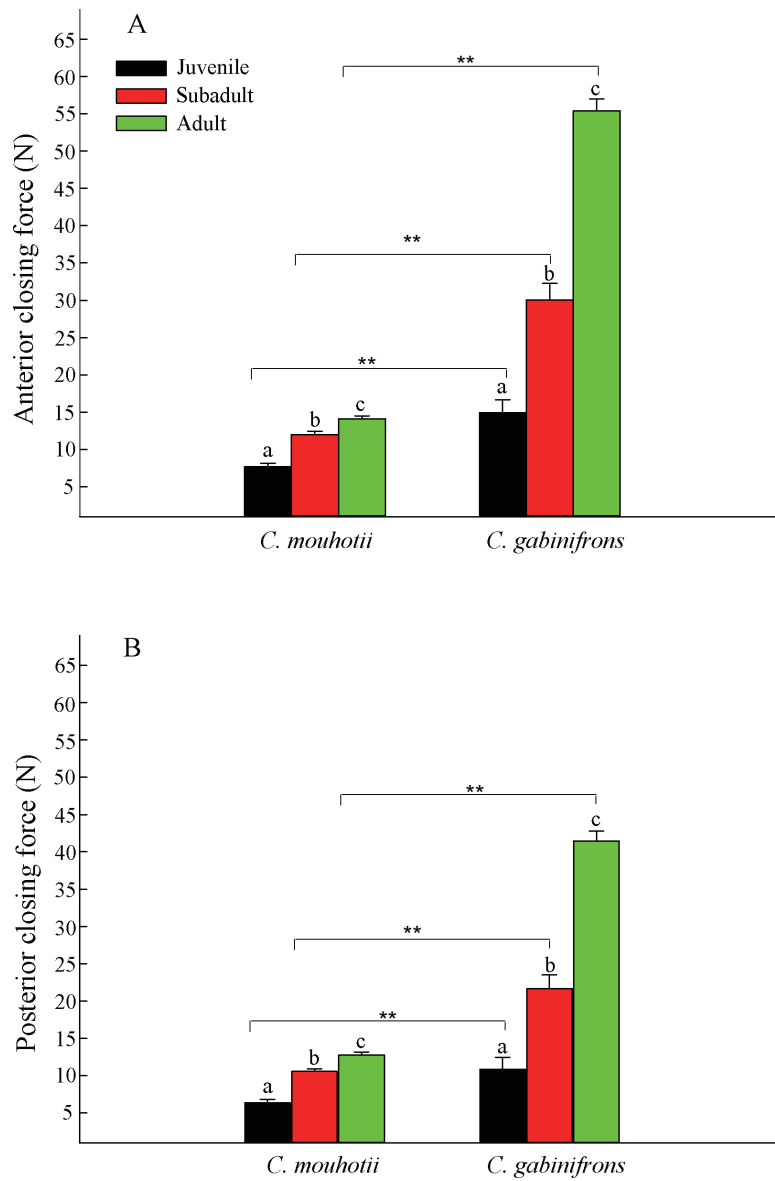 A
Juvenile
Subadult
Adult
Anterior closing force (N)
65
60
55
50
45
40
35
30
25
20
15
10
5
**
**
**
a
b
c
a
b
c
C. mouhotii
C. gabinifrons
B
Posterior closing force (N)
65
60
55
50
45
40
35
30
25
20
15
10
5
**
**
**
a
b
c
a
b
c
C. mouhotii
C. gabinifrons